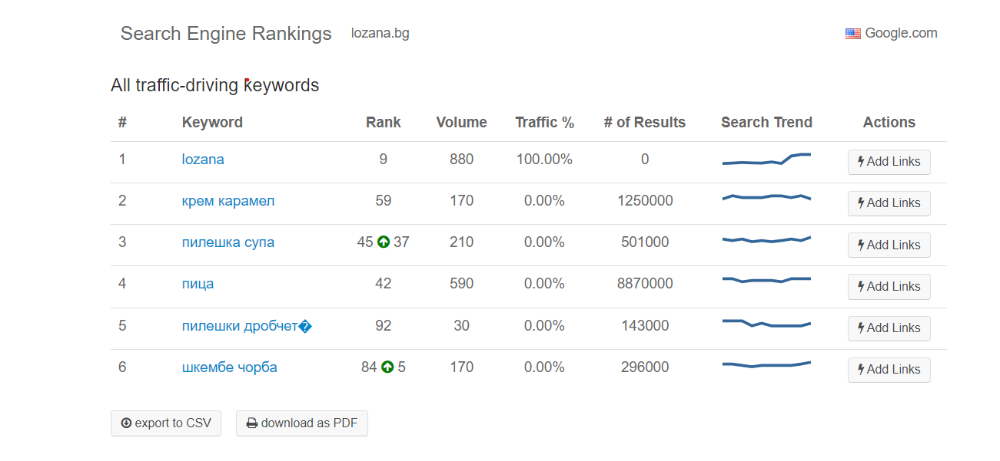 Search Engine Rankings lozana.bg Google.com
All traffic-driving keywords
# Keyword Rank Volume Traffic % # of Results Search Trend Actions
1 lozana 9 880 100.00% 0 Add Links
2 крем карамел 59 170 0.00% 1250000 Add Links
3 пилешка супа 45 37 210 0.00% 501000 Add Links
4 пица 42 590 0.00% 8870000 Add Links
5 пилешки дробчет� 92 30 0.00% 143000 Add Links
6 шкембе чорба 84 5 170 0.00% 296000 Add Links
export to CSV download as PDF